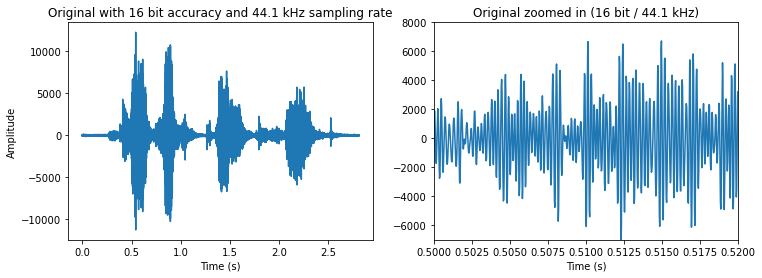 Original with 16 bit accuracy and 44.1 kHz sampling rate
10000
5000
0
−5000
−10000
Amplitude
0.0 0.5 1.0 1.5 2.0 2.5
Time (s)
Original zoomed in (16 bit / 44.1 kHz)
8000
6000
4000
2000
0
−2000
−4000
−6000
0.5000 0.5025 0.5050 0.5075 0.5100 0.5125 0.5150 0.5175 0.5200
Time (s)